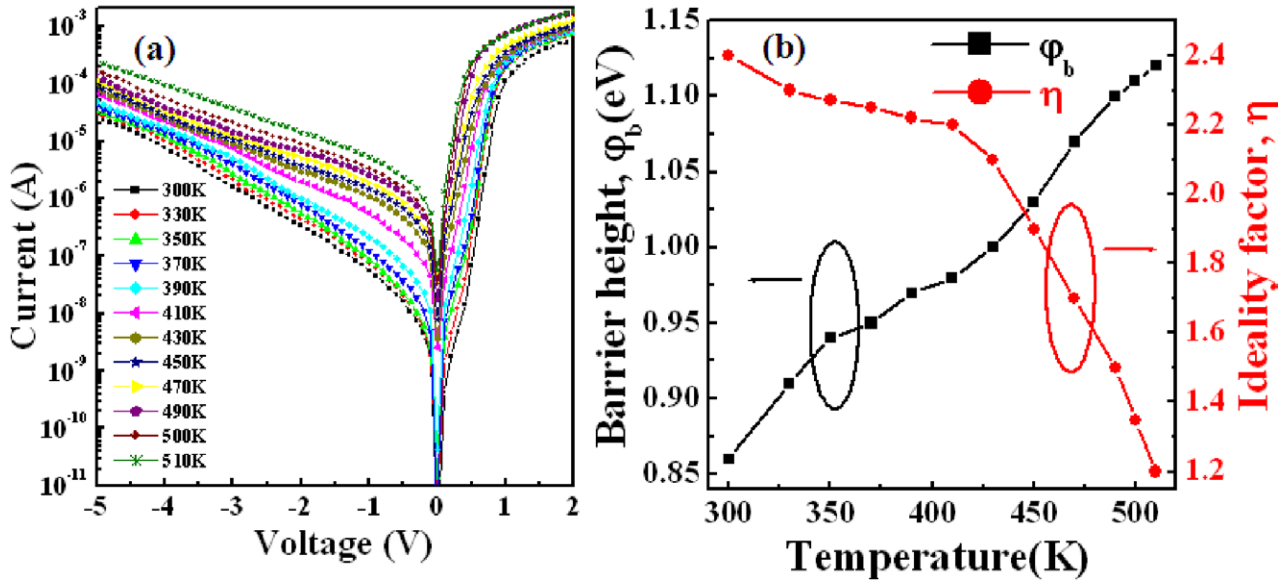 (a)
Current (A)
10-3
10-4
10-5
10-6
10-7
10-8
10-9
10-10
10-11
300K
330K
350K
370K
390K
410K
430K
450K
470K
490K
500K
510K
-5 -4 -3 -2 -1 0 1 2
Voltage (V)
(b)
φb
η
Barrier height, φb (eV)
1.15
1.10
1.05
1.00
0.95
0.90
0.85
2.4
2.2
2.0
1.8
1.6
1.4
1.2
Ideality factor, η
300 350 400 450 500
Temperature(K)